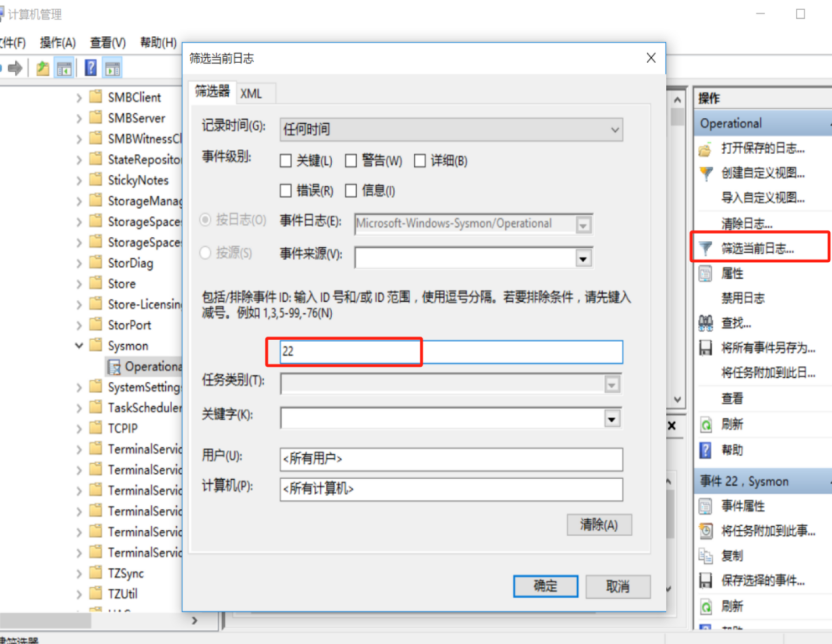 计算机管理
文件(F) 操作(A) 查看(V) 帮助(H)
SMBClient
SMBServer
SMBWitnessCl
StateReposito
StickyNotes
StorageManag
StorageSpace
StorageSpace
StorDiag
Store
Store-Licensin
StorPort
Sysmon
Operationa
SystemSetting
TaskScheduler
TCPIP
TerminalServic
TerminalServic
TerminalServic
TerminalServic
TerminalServic
TerminalServic
TZSync
TZUtil
筛选当前日志
筛选器 XML
记录时间(G): 任何时间
事件级别: 关键(L) 警告(W) 详细(B)
错误(R) 信息(I)
按日志(O) 事件日志(E): Microsoft-Windows-Sysmon/Operational
按源(S) 事件来源(V):
包括/排除事件 ID: 输入 ID 号和/或 ID 范围，使用逗号分隔。若要排除条件，请先键入
减号。例如 1,3,5-99,-76(N)
22
任务类别(T):
关键字(K):
用户(U): <所有用户>
计算机(P): <所有计算机>
清除(A)
确定 取消
操作
Operational
打开保存的日志...
创建自定义视图...
导入自定义视图...
清除日志...
筛选当前日志...
属性
禁用日志
查找...
将所有事件另存为...
将任务附加到此日...
查看
刷新
帮助
事件 22，Sysmon
事件属性
将任务附加到此事...
复制
保存选择的事件...
刷新